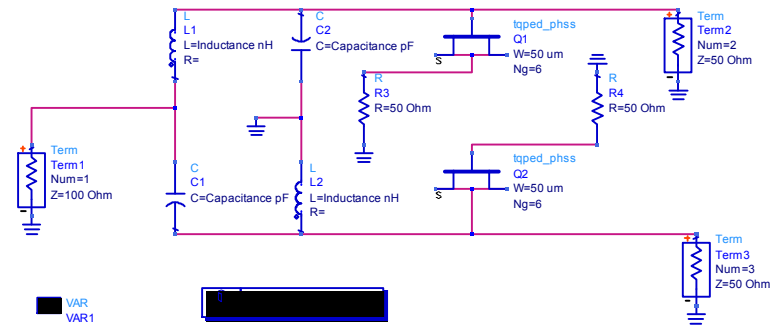 L
L1
L=Inductance nH
R=
C
C2
C=Capacitance pF
tqped_phss
Q1
W=50 um
Ng=6
S
Term
Term2
Num=2
Z=50 Ohm
R
R3
R=50 Ohm
R
R4
R=50 Ohm
Term
Term1
Num=1
Z=100 Ohm
C
C1
C=Capacitance pF
L
L2
L=Inductance nH
R=
tqped_phss
Q2
W=50 um
Ng=6
S
Term
Term3
Num=3
Z=50 Ohm
VAR
VAR1